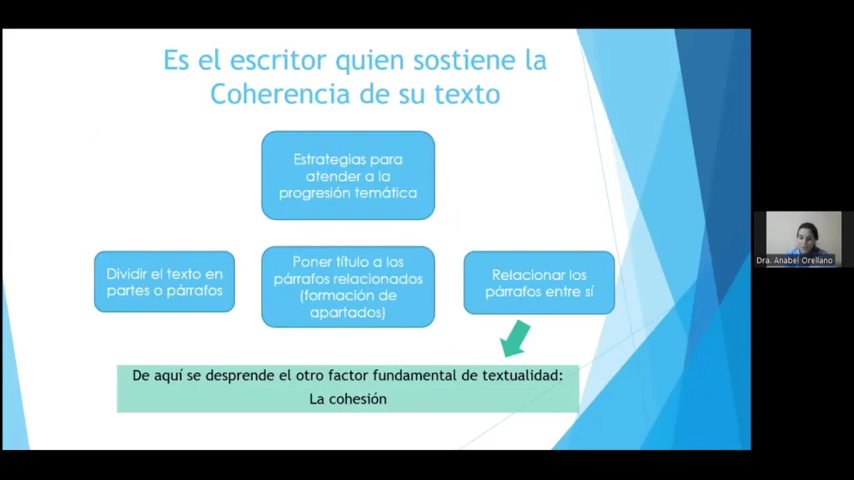 Es el escritor quien sostiene la
Coherencia de su texto
Estrategias para
atender a la
progresión temática
Dividir el texto en
partes o párrafos
Poner título a los
párrafos relacionados
(formación de
apartados)
Relacionar los
párrafos entre sí
De aquí se desprende el otro factor fundamental de textualidad:
La cohesión
Dra. Anabel Orellano